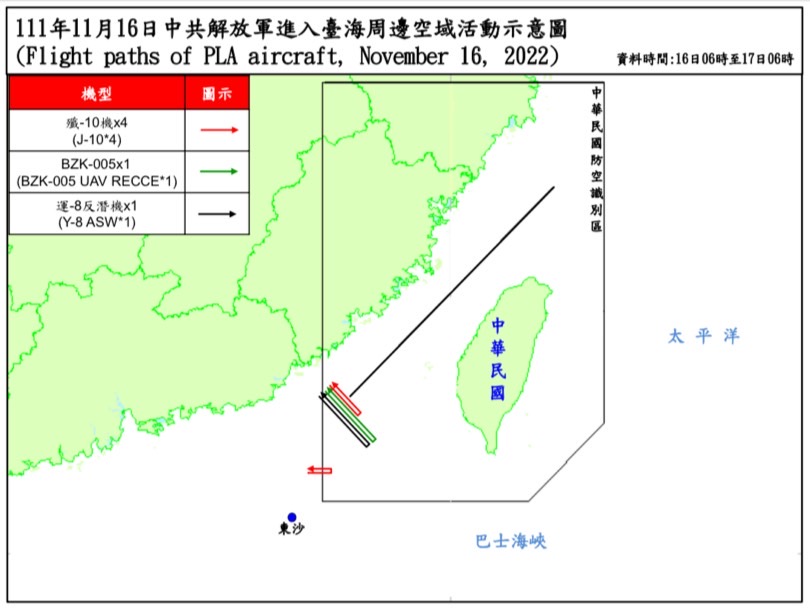 111年11月16日中共解放軍進入臺海周邊空域活動示意圖
(Flight paths of PLA aircraft, November 16, 2022)
資料時間:16日06時至17日06時
機型 圖示
殲-10機x4
(J-10*4)
BZK-005x1
(BZK-005 UAV RECCE*1)
運-8反潛機x1
(Y-8 ASW*1)
中華民國防空識別區
中華民國
太平洋
東沙
巴士海峽